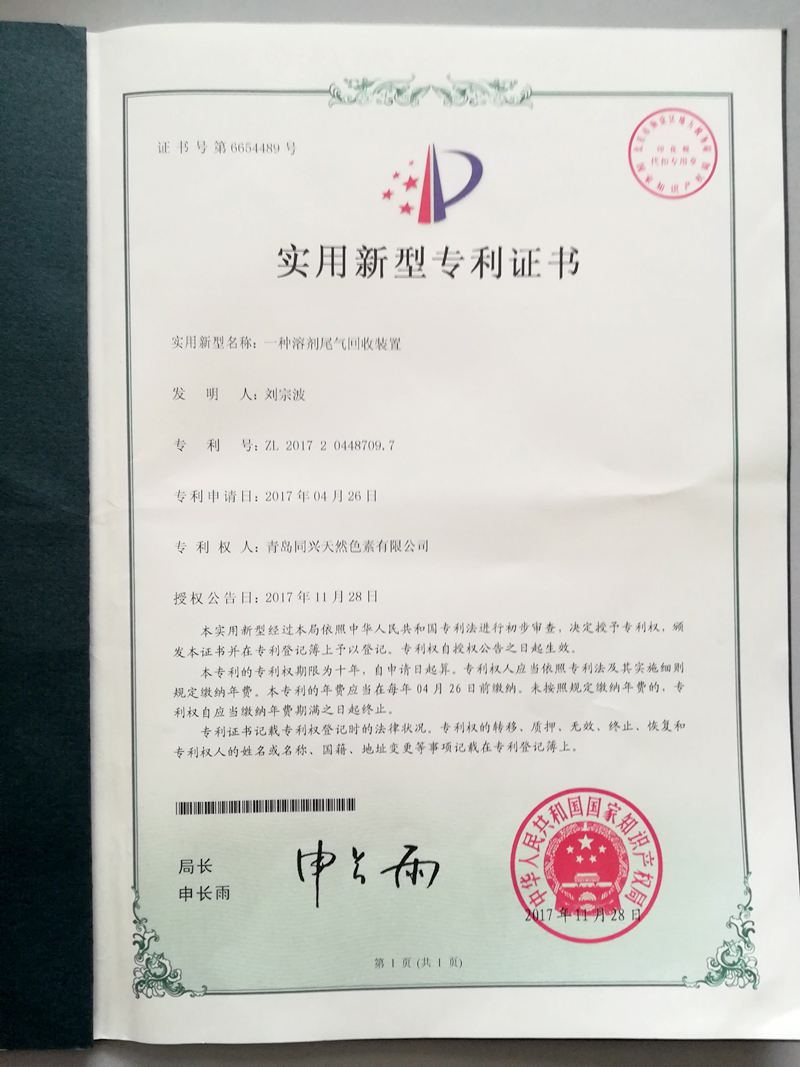 证书号第6654489号
印花税
代扣专用章
国家知识产权局
实用新型专利证书
实用新型名称：一种溶剂尾气回收装置
发明人：刘宗波
专利号：ZL 2017 2 0448709.7
专利申请日：2017年04月26日
专利权人：青岛同兴天然色素有限公司
授权公告日：2017年11月28日
本实用新型经过本局依照中华人民共和国专利法进行初步审查，决定授予专利权，颁
发本证书并在专利登记簿上予以登记。专利权自授权公告之日起生效。
本专利的专利权期限为十年，自申请日起算。专利权人应当依照专利法及其实施细则
规定缴纳年费。本专利的年费应当在每年04月26日前缴纳。未按照规定缴纳年费的，专
利权自应当缴纳年费期满之日起终止。
专利证书记载专利权登记时的法律状况。专利权的转移、质押、无效、终止、恢复和
专利权人的姓名或名称、国籍、地址变更等事项记载在专利登记簿上。
局长
申长雨
申长雨
中华人民共和国国家知识产权局
2017年11月28日
第1页(共1页)